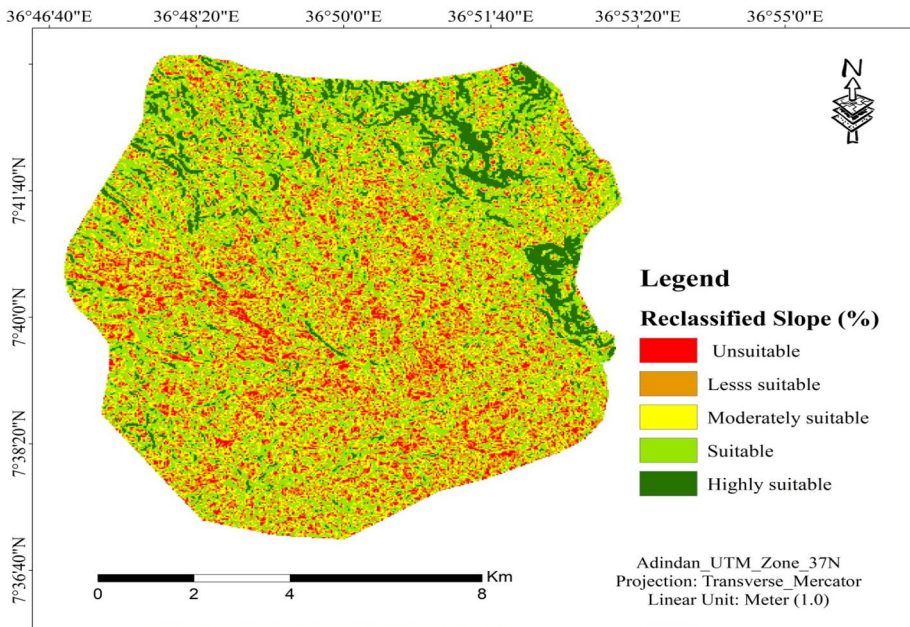 36°46'40"E 36°48'20"E 36°50'0"E 36°51'40"E 36°53'20"E 36°55'0"E
N
7°41'40"N
7°40'0"N
7°38'20"N
7°36'40"N
Legend
Reclassified Slope (%)
Unsuitable
Lesss suitable
Moderately suitable
Suitable
Highly suitable
Km
0 2 4 8
Adindan_UTM_Zone_37N
Projection: Transverse_Mercator
Linear Unit: Meter (1.0)